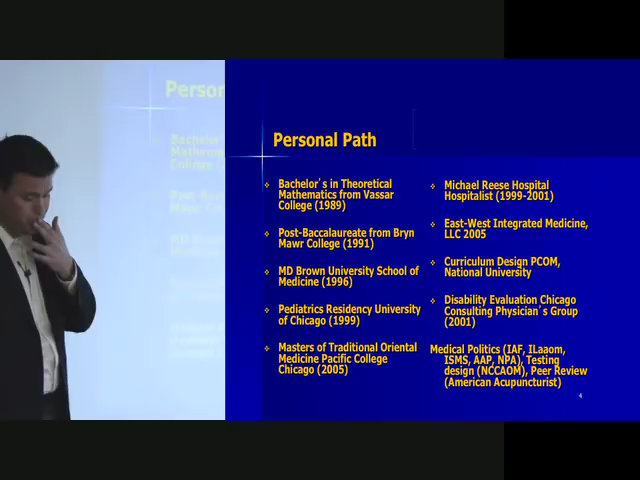 Person
Personal Path
Bachelor's in Theoretical
Mathematics from Vassar
College (1989)
Post-Baccalaureate from Bryn
Mawr College (1991)
MD Brown University School of
Medicine (1996)
Pediatrics Residency University
of Chicago (1999)
Masters of Traditional Oriental
Medicine Pacific College
Chicago (2005)
Michael Reese Hospital
Hospitalist (1999-2001)
East-West Integrated Medicine,
LLC 2005
Curriculum Design PCOM,
National University
Disability Evaluation Chicago
Consulting Physician's Group
(2001)
Medical Politics (IAF, ILaaom,
ISMS, AAP, NPA), Testing
design (NCCAOM), Peer Review
(American Acupuncturist)
4